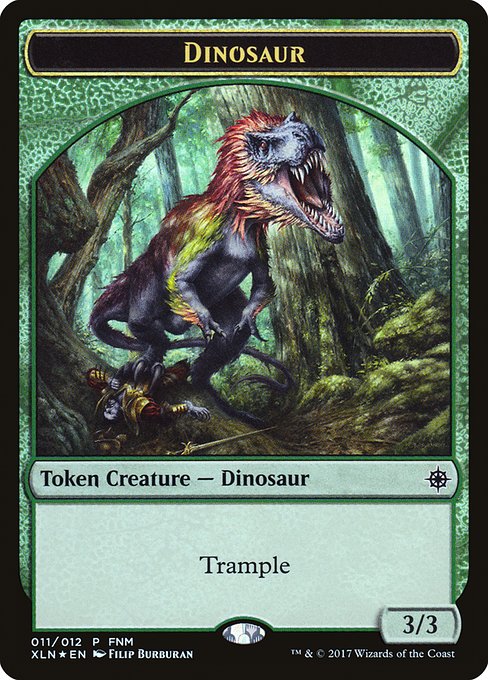 DINOSAUR
Token Creature — Dinosaur
Trample
3/3
011/012 P FNM
XLN★EN FILIP BURBURAN
™ & © 2017 Wizards of the Coast